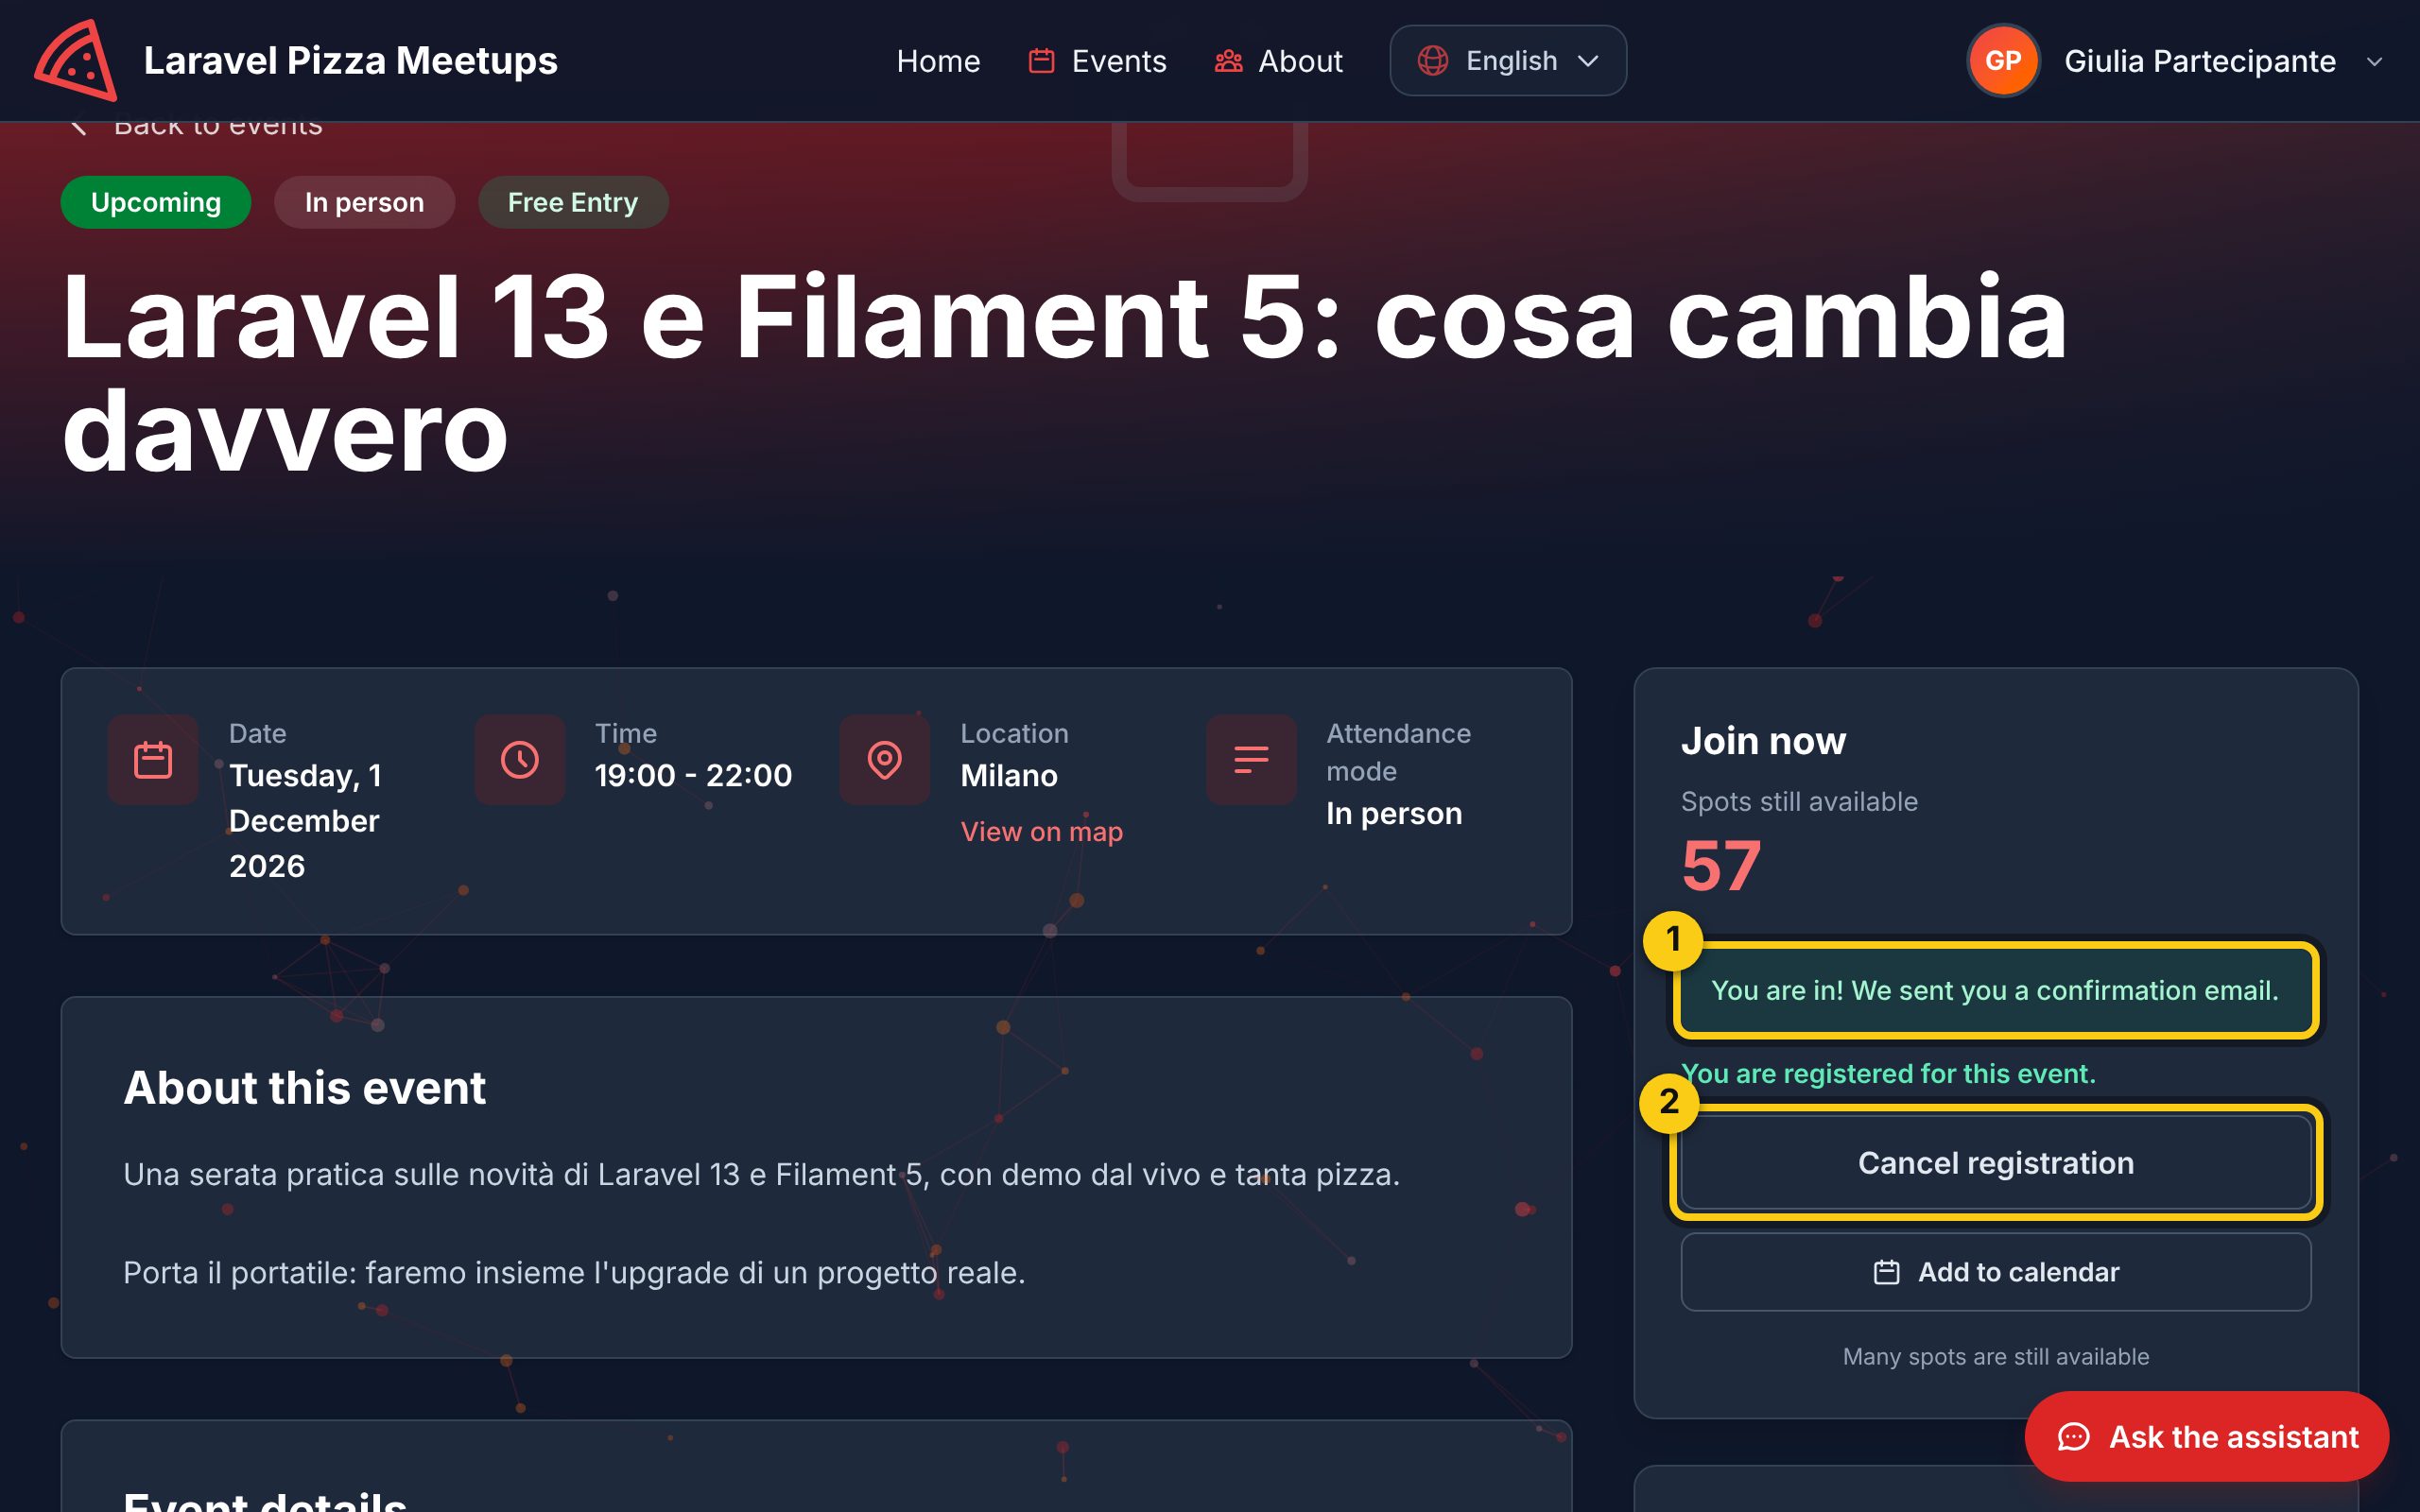 Laravel Pizza Meetups
Home
Events
About
English
GP
Giulia Partecipante
Back to events
Upcoming
In person
Free Entry
Laravel 13 e Filament 5: cosa cambia
davvero
Date
Tuesday, 1
December
2026
Time
19:00 - 22:00
Location
Milano
View on map
Attendance
mode
In person
Join now
Spots still available
57
1
You are in! We sent you a confirmation email.
You are registered for this event.
2
Cancel registration
Add to calendar
Many spots are still available
About this event
Una serata pratica sulle novità di Laravel 13 e Filament 5, con demo dal vivo e tanta pizza.
Porta il portatile: faremo insieme l'upgrade di un progetto reale.
Event details
Ask the assistant